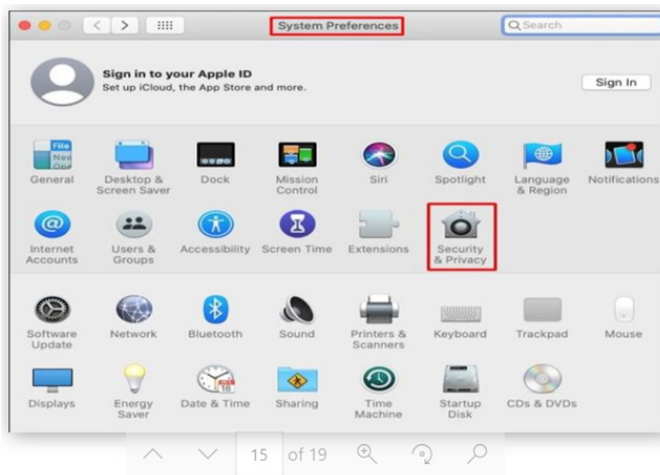 System Preferences
Search
Sign in to your Apple ID
Set up iCloud, the App Store and more.
Sign In
File
New
General
Desktop &
Screen Saver
Dock
Mission
Control
Siri
Spotlight
Language
& Region
Notifications
Internet
Accounts
Users &
Groups
Accessibility
Screen Time
Extensions
Security
& Privacy
Software
Update
Network
Bluetooth
Sound
Printers &
Scanners
Keyboard
Trackpad
Mouse
Displays
Energy
Saver
18
Date & Time
Sharing
Time
Machine
Startup
Disk
CDs & DVDs
15 of 19